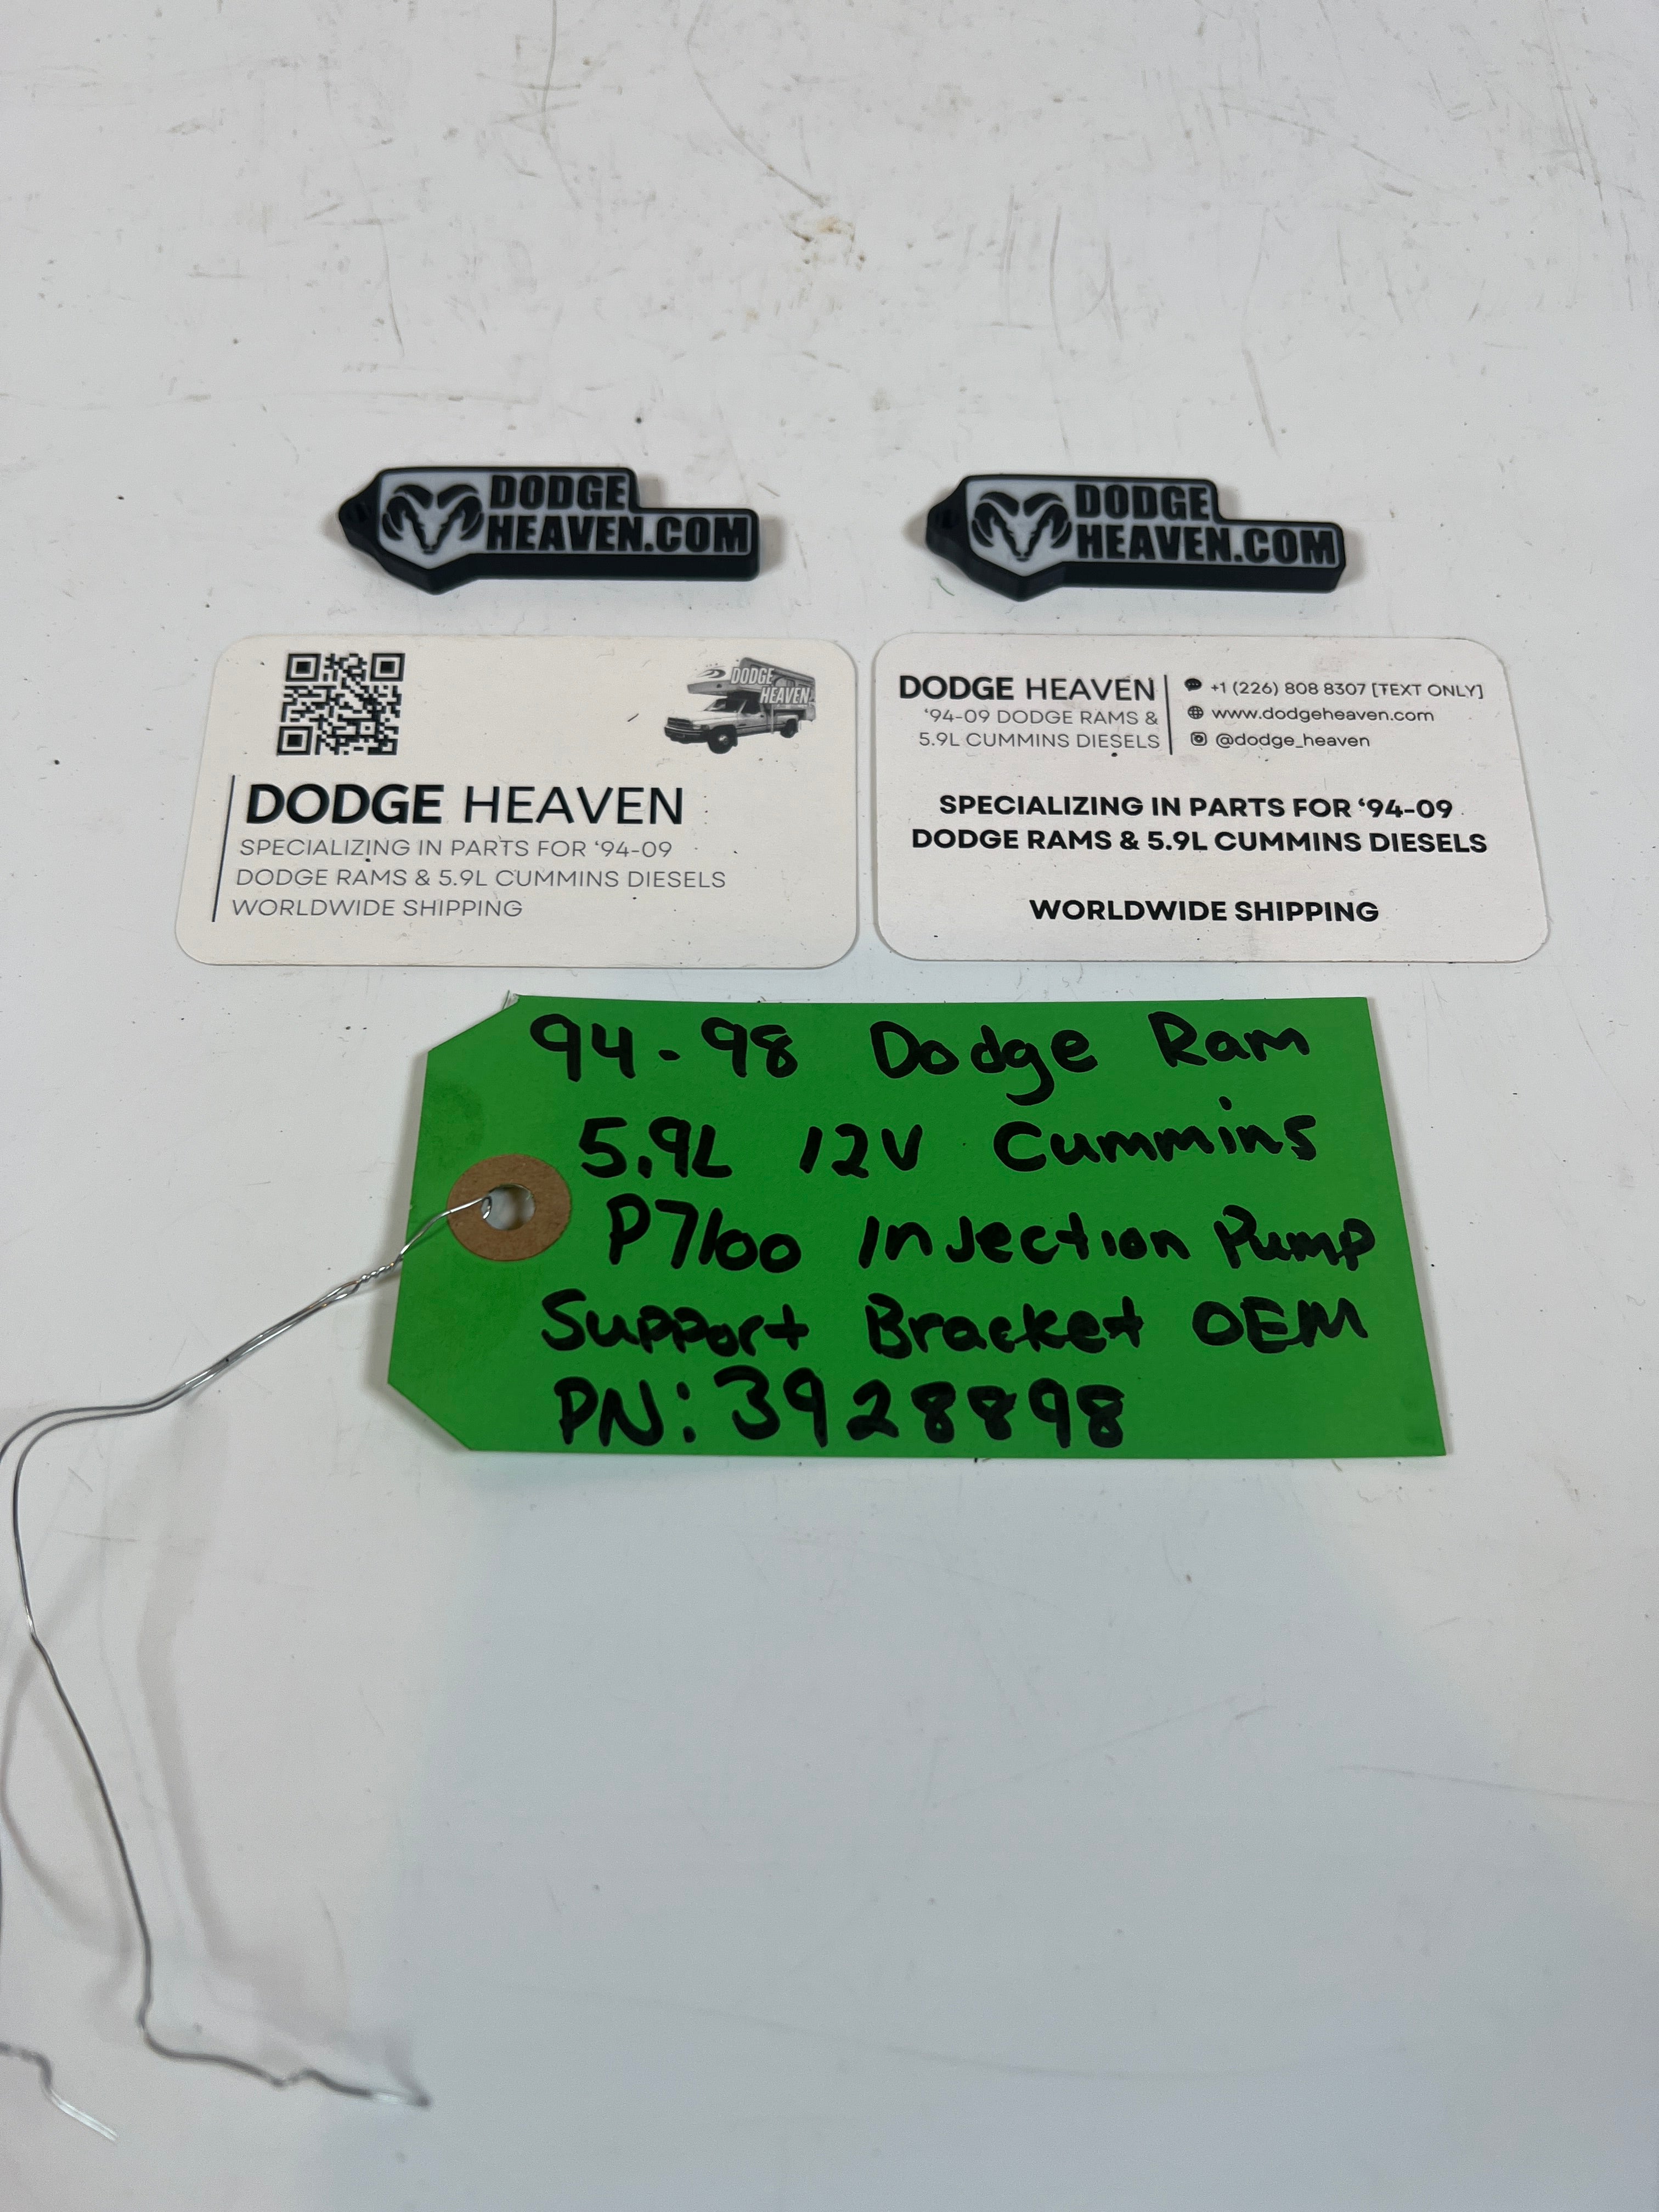 DODGE
HEAVEN.COM
DODGE
HEAVEN.COM
DODGE
HEAVEN
DODGE HEAVEN
SPECIALIZING IN PARTS FOR ‘94-09
DODGE RAMS & 5.9L CUMMINS DIESELS
WORLDWIDE SHIPPING
DODGE HEAVEN
‘94-09 DODGE RAMS &
5.9L CUMMINS DIESELS
+1 (226) 808 8307 [TEXT ONLY]
www.dodgeheaven.com
@dodge_heaven
SPECIALIZING IN PARTS FOR ‘94-09
DODGE RAMS & 5.9L CUMMINS DIESELS
WORLDWIDE SHIPPING
94-98 Dodge Ram
5.9L 12V Cummins
P7100 Injection Pump
Support Bracket OEM
PN: 3928898